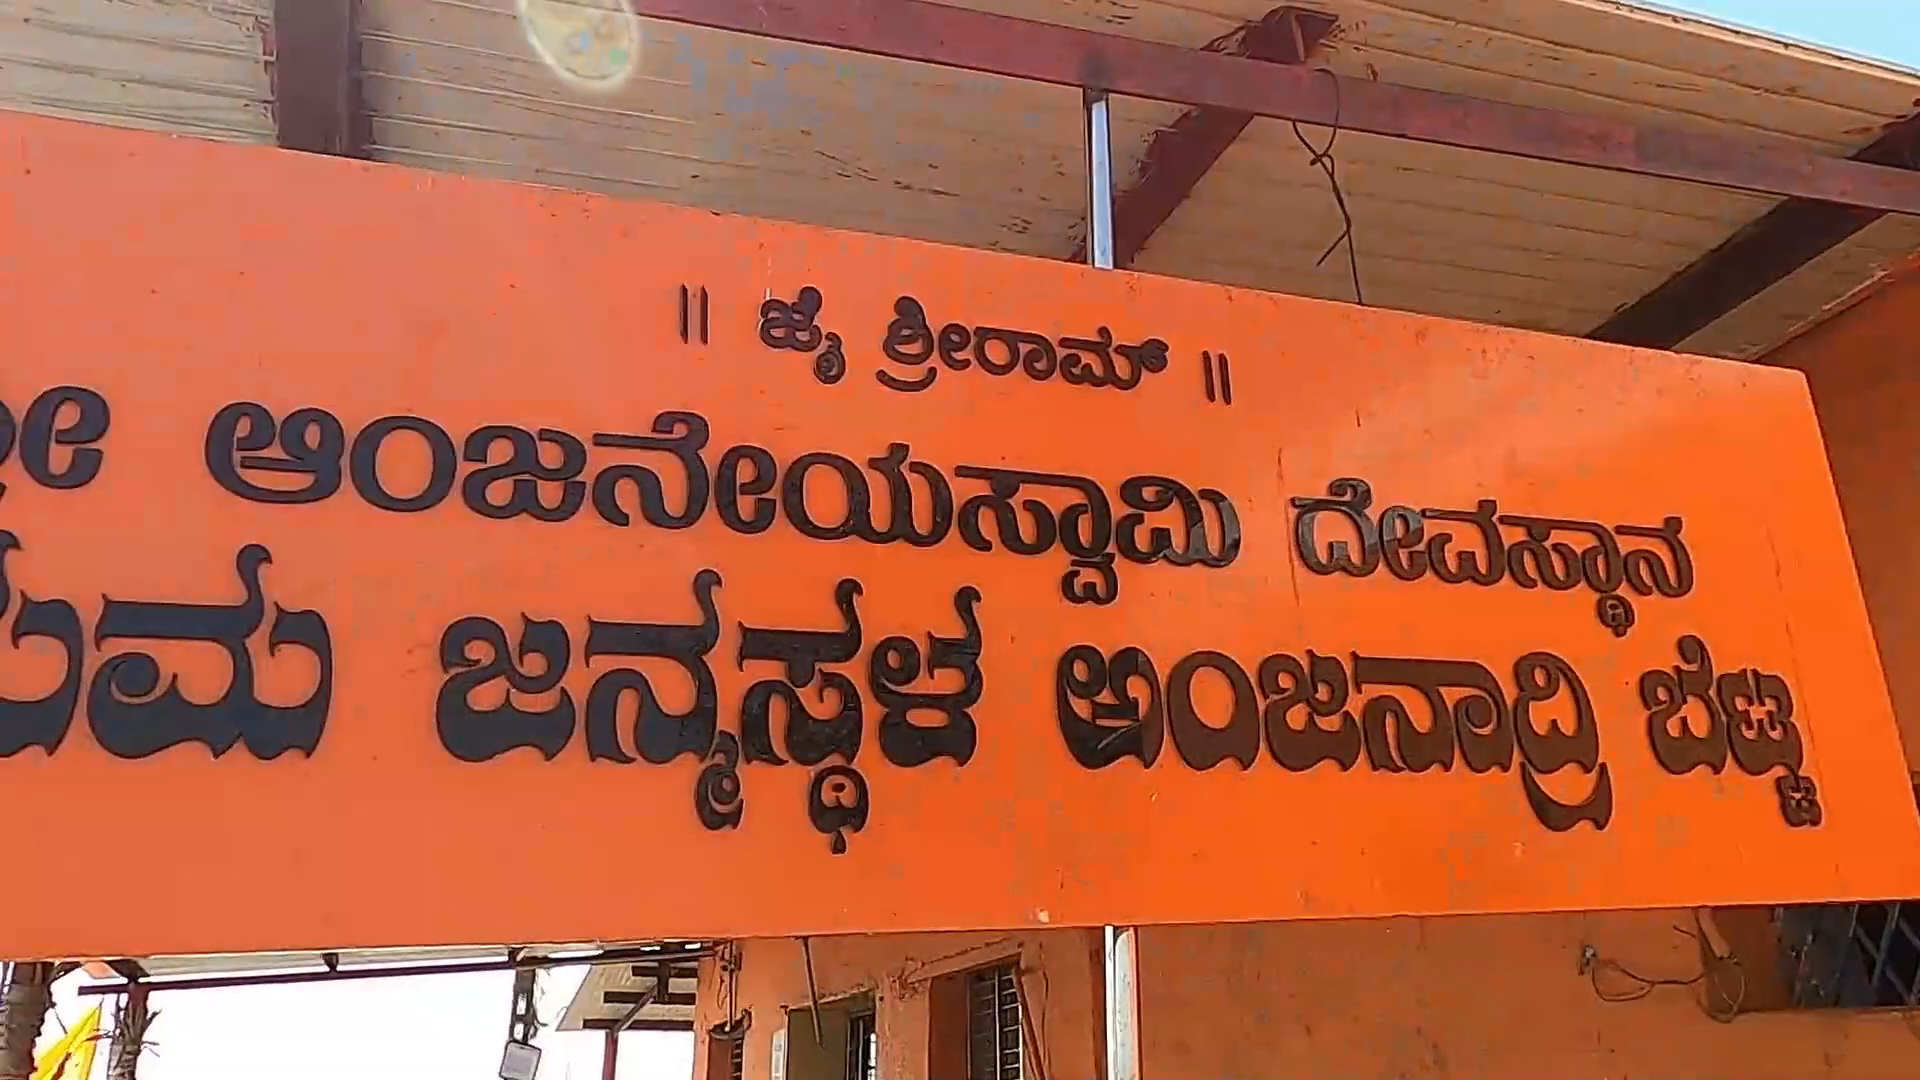 || ಜೈ ಶ್ರೀರಾಮ್ ||
ಆಂಜನೇಯಸ್ವಾಮಿ ದೇವಸ್ಥಾನ
ಜನ್ಮಸ್ಥಳ ಅಂಜನಾದ್ರಿ ಬೆಟ್ಟ